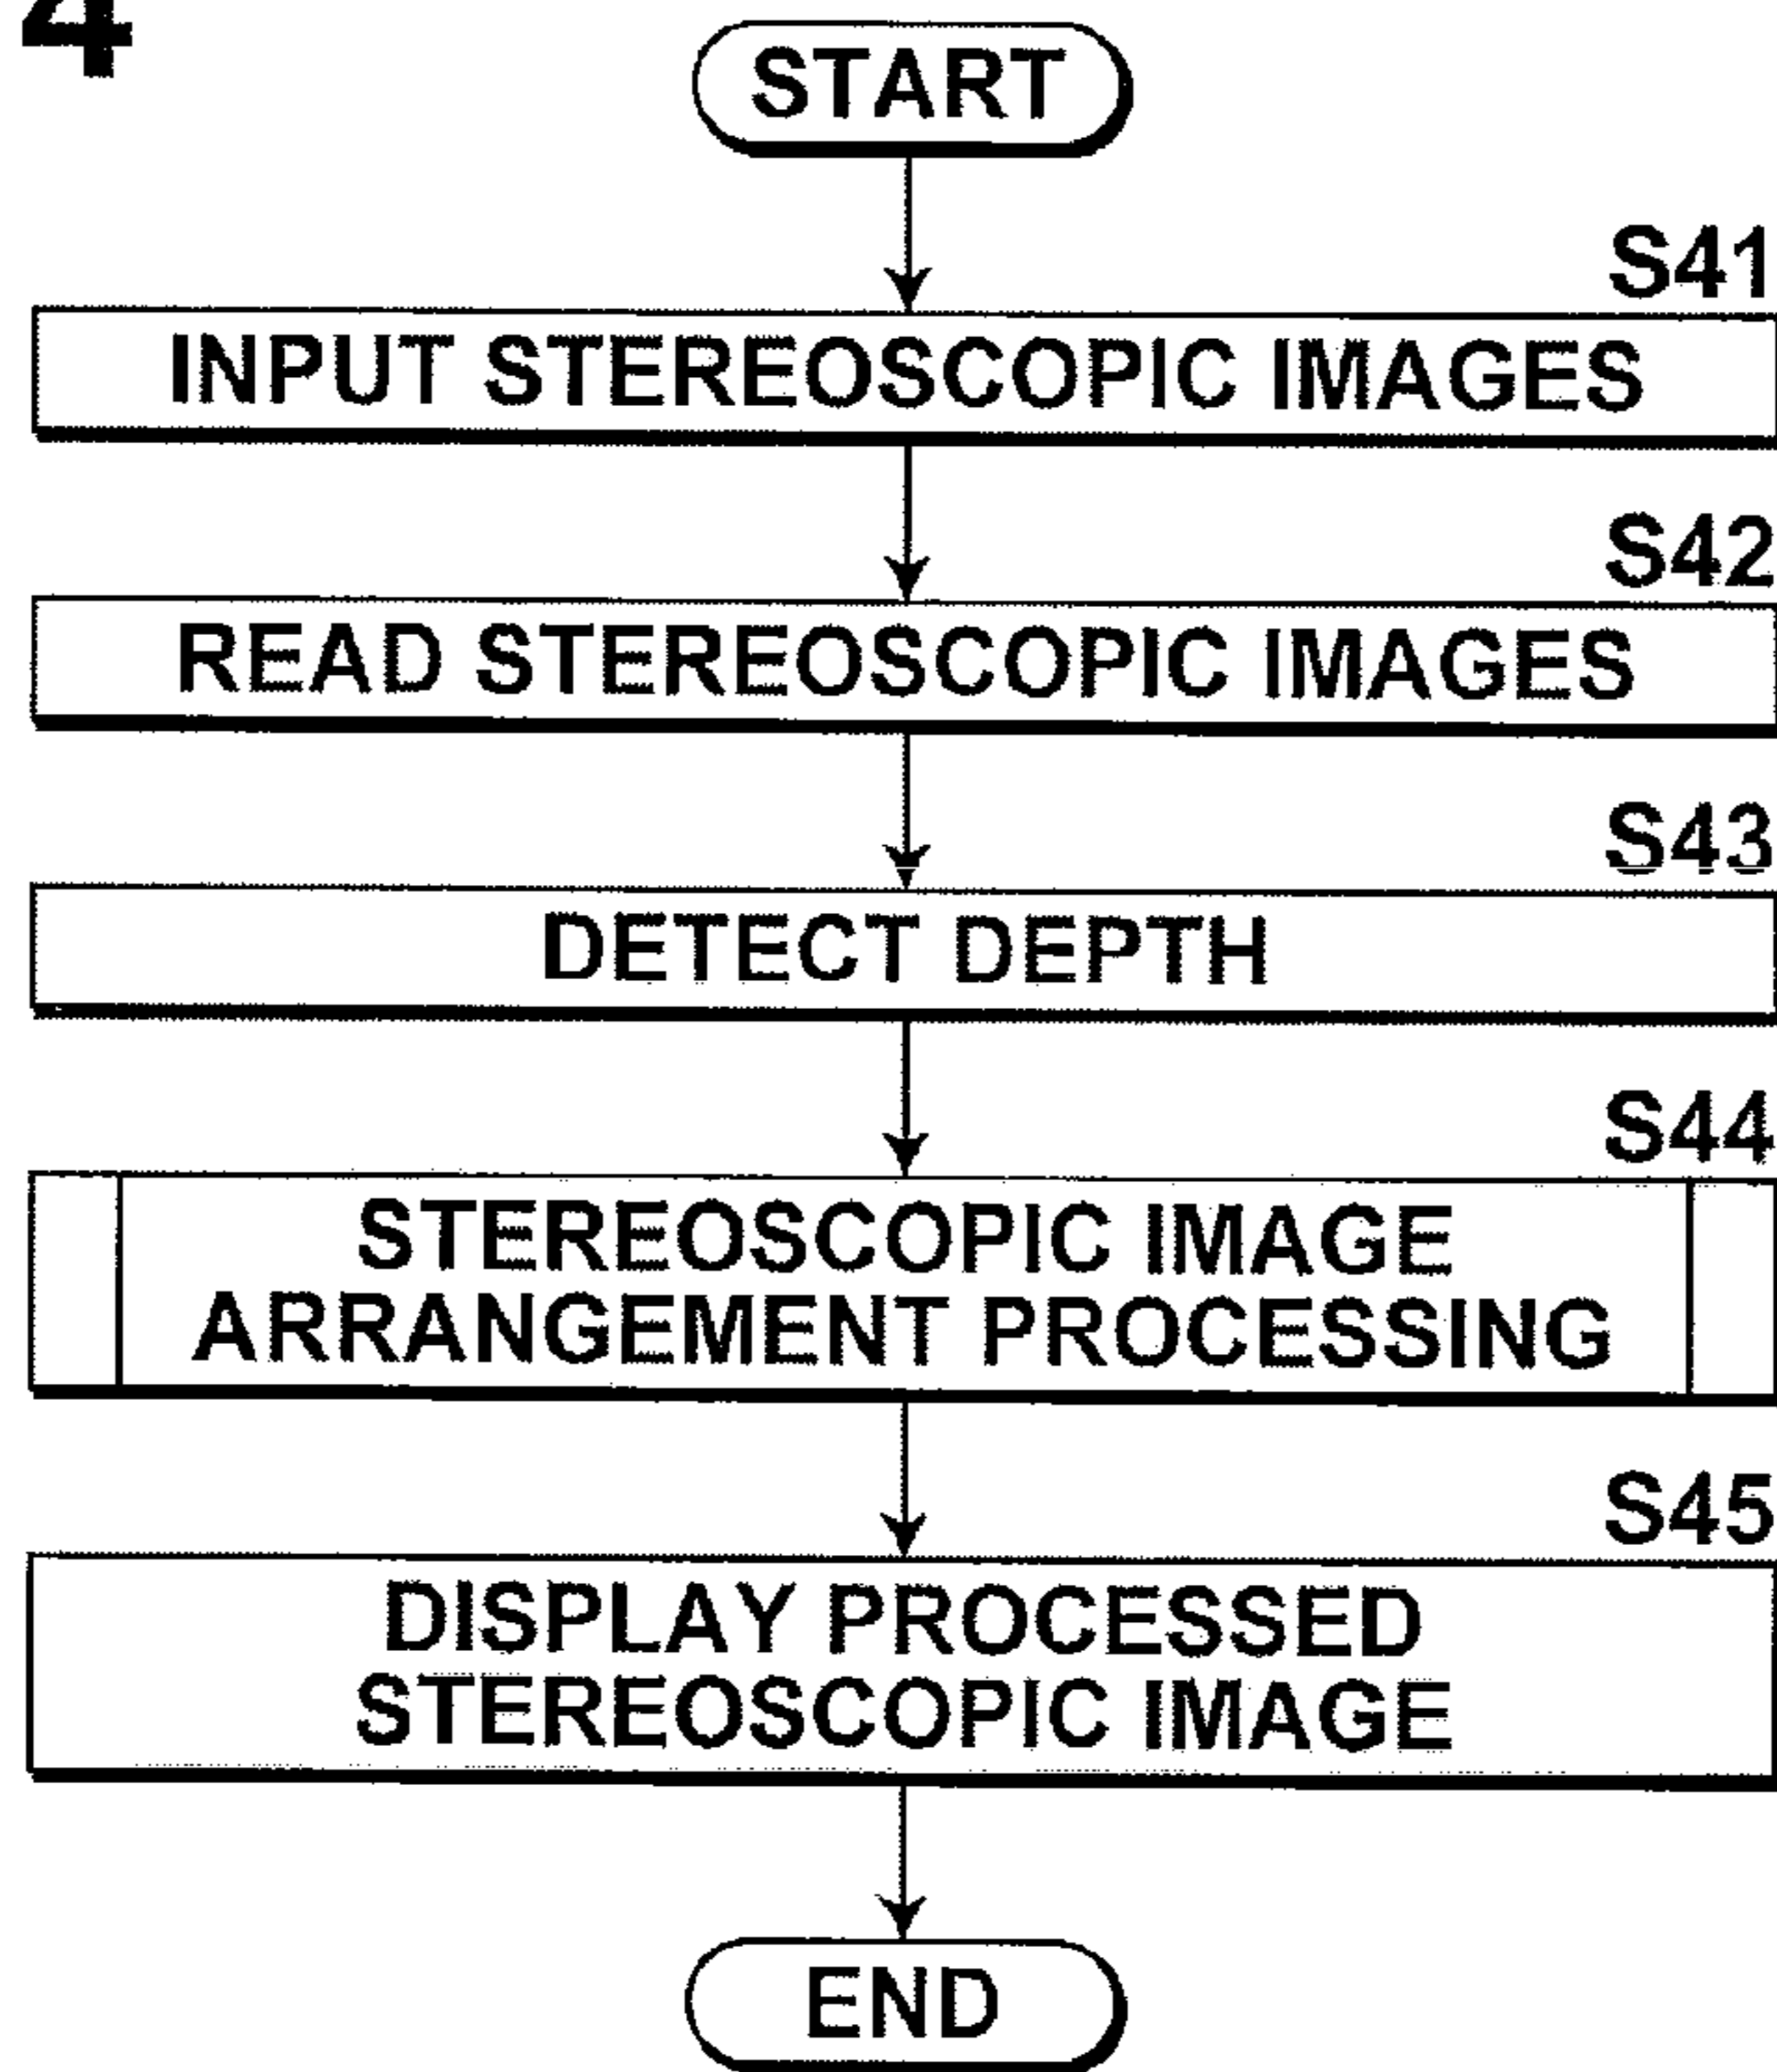 4
START
S41
INPUT STEREOSCOPIC IMAGES
S42
READ STEREOSCOPIC IMAGES
S43
DETECT DEPTH
S44
STEREOSCOPIC IMAGE
ARRANGEMENT PROCESSING
S45
DISPLAY PROCESSED
STEREOSCOPIC IMAGE
END